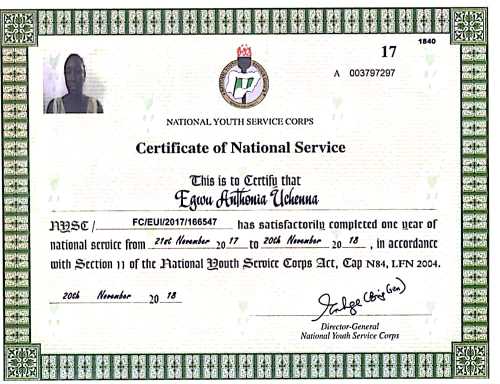 1840
17
A 003797297
NATIONAL YOUTH SERVICE CORPS
Certificate of National Service
This is to Certify that
Egwu Anthonia Uchenna
NYSC / FC/EUI/2017/166547 has satisfactorily completed one year of
national service from 21st November 20 17 to 20th November 20 18 , in accordance
with Section 11 of the National Youth Service Corps Act, Cap N84, LFN 2004.
20th November 20 18
(Brig Gen)
Director-General
National Youth Service Corps